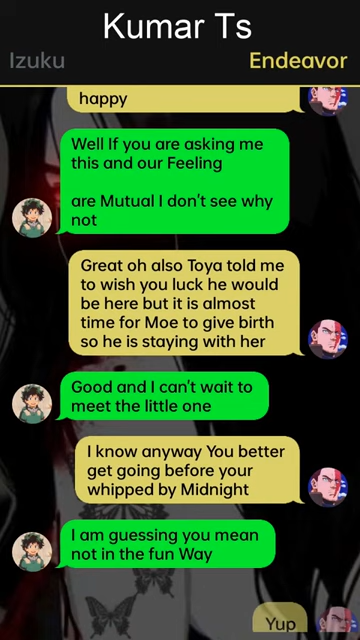 Kumar Ts
Izuku
Endeavor
happy
Well If you are asking me
this and our Feeling
are Mutual I don't see why
not
Great oh also Toya told me
to wish you luck he would
be here but it is almost
time for Moe to give birth
so he is staying with her
Good and I can't wait to
meet the little one
I know anyway You better
get going before your
whipped by Midnight
I am guessing you mean
not in the fun Way
Yup